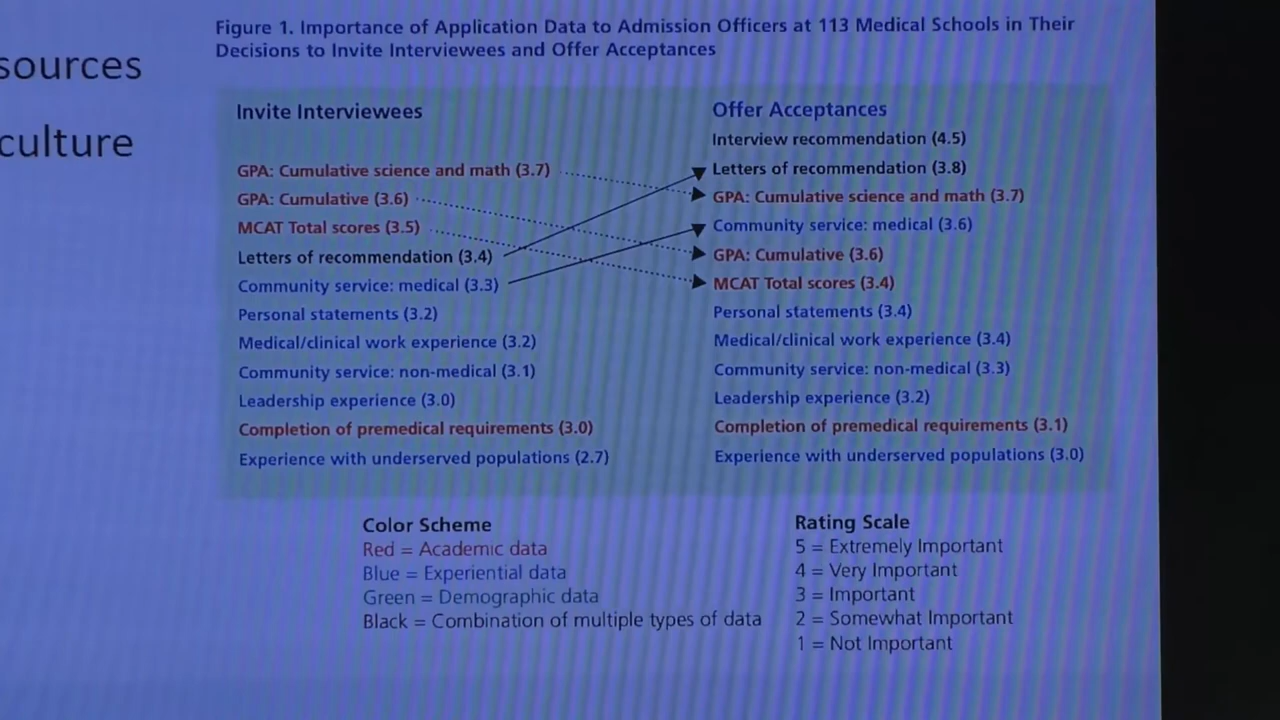 sources
culture
Figure 1. Importance of Application Data to Admission Officers at 113 Medical Schools in Their
Decisions to Invite Interviewees and Offer Acceptances
Invite Interviewees
GPA: Cumulative science and math (3.7)
GPA: Cumulative (3.6)
MCAT Total scores (3.5)
Letters of recommendation (3.4)
Community service: medical (3.3)
Personal statements (3.2)
Medical/clinical work experience (3.2)
Community service: non-medical (3.1)
Leadership experience (3.0)
Completion of premedical requirements (3.0)
Experience with underserved populations (2.7)
Offer Acceptances
Interview recommendation (4.5)
Letters of recommendation (3.8)
GPA: Cumulative science and math (3.7)
Community service: medical (3.6)
GPA: Cumulative (3.6)
MCAT Total scores (3.4)
Personal statements (3.4)
Medical/clinical work experience (3.4)
Community service: non-medical (3.3)
Leadership experience (3.2)
Completion of premedical requirements (3.1)
Experience with underserved populations (3.0)
Color Scheme
Red = Academic data
Blue = Experiential data
Green = Demographic data
Black = Combination of multiple types of data
Rating Scale
5 = Extremely Important
4 = Very Important
3 = Important
2 = Somewhat Important
1 = Not Important